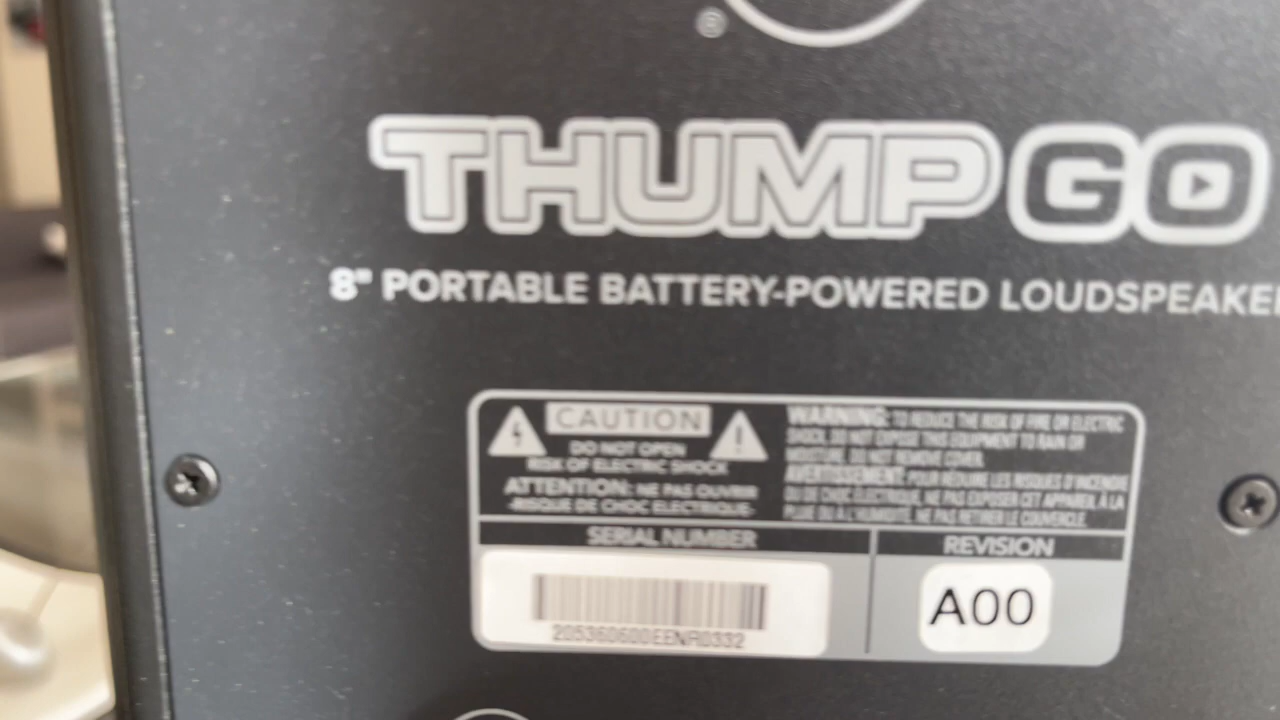 ®
THUMP GO
8" PORTABLE BATTERY-POWERED LOUDSPEAKER
CAUTION
DO NOT OPEN
RISK OF ELECTRIC SHOCK
ATTENTION: NE PAS OUVRIR
-RISQUE DE CHOC ELECTRIQUE-
WARNING: TO REDUCE THE RISK OF FIRE OR ELECTRIC
SHOCK, DO NOT EXPOSE THIS EQUIPMENT TO RAIN OR
MOISTURE. DO NOT REMOVE COVER.
AVERTISSEMENT: POUR RÉDUIRE LES RISQUES D'INCENDIE
OU DE CHOC ÉLECTRIQUE, NE PAS EXPOSER CET APPAREIL À LA
PLUIE OU À L'HUMIDITÉ. NE PAS RETIRER LE COUVERCLE.
SERIAL NUMBER
REVISION
A00